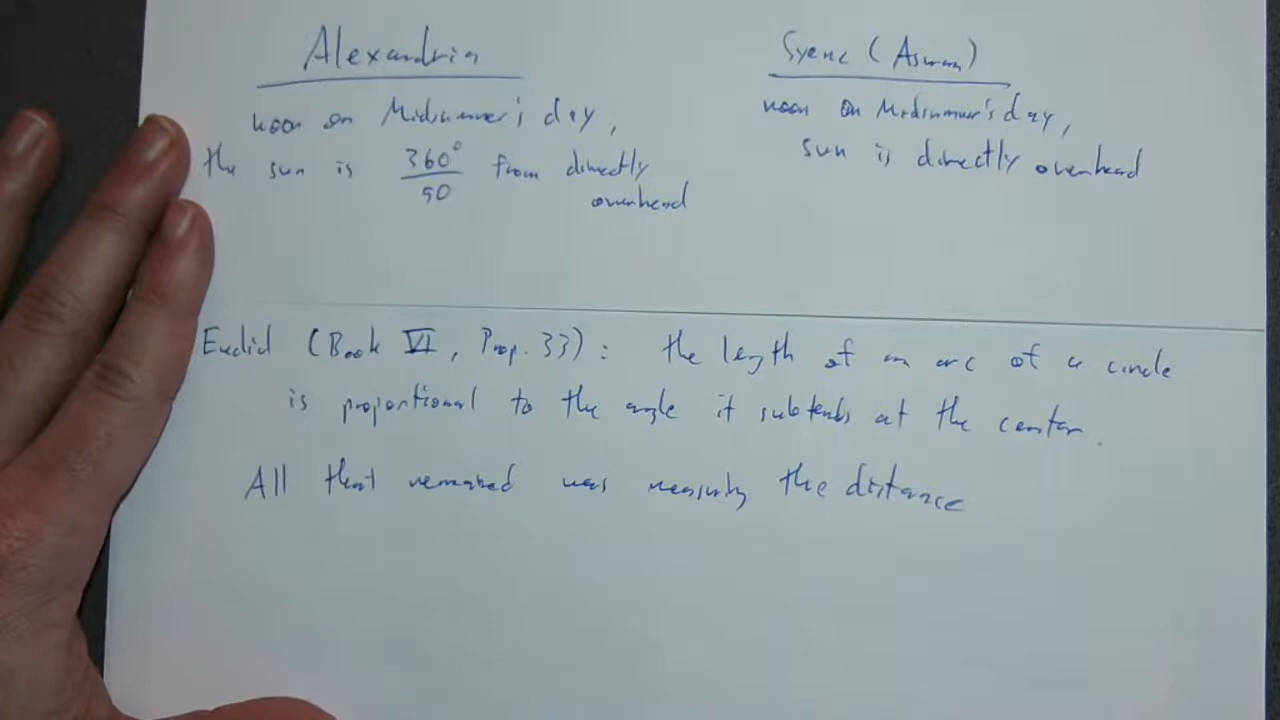 Alexandria
noon on Midsummer's day,
the sun is 360°/50 from directly
overhead
Syene (Aswan)
noon on Midsummer's day,
sun is directly overhead
Euclid (Book VI, Prop. 33): the length of an arc of a circle
is proportional to the angle it subtends at the center.
All that remained was measuring the distance